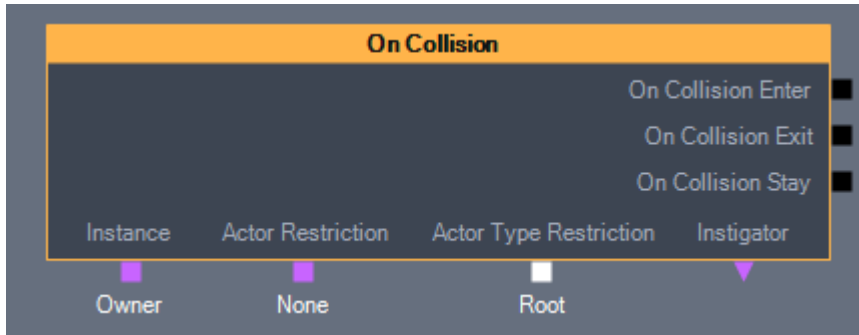 On Collision
On Collision Enter
On Collision Exit
On Collision Stay
Instance Actor Restriction Actor Type Restriction Instigator
Owner None Root